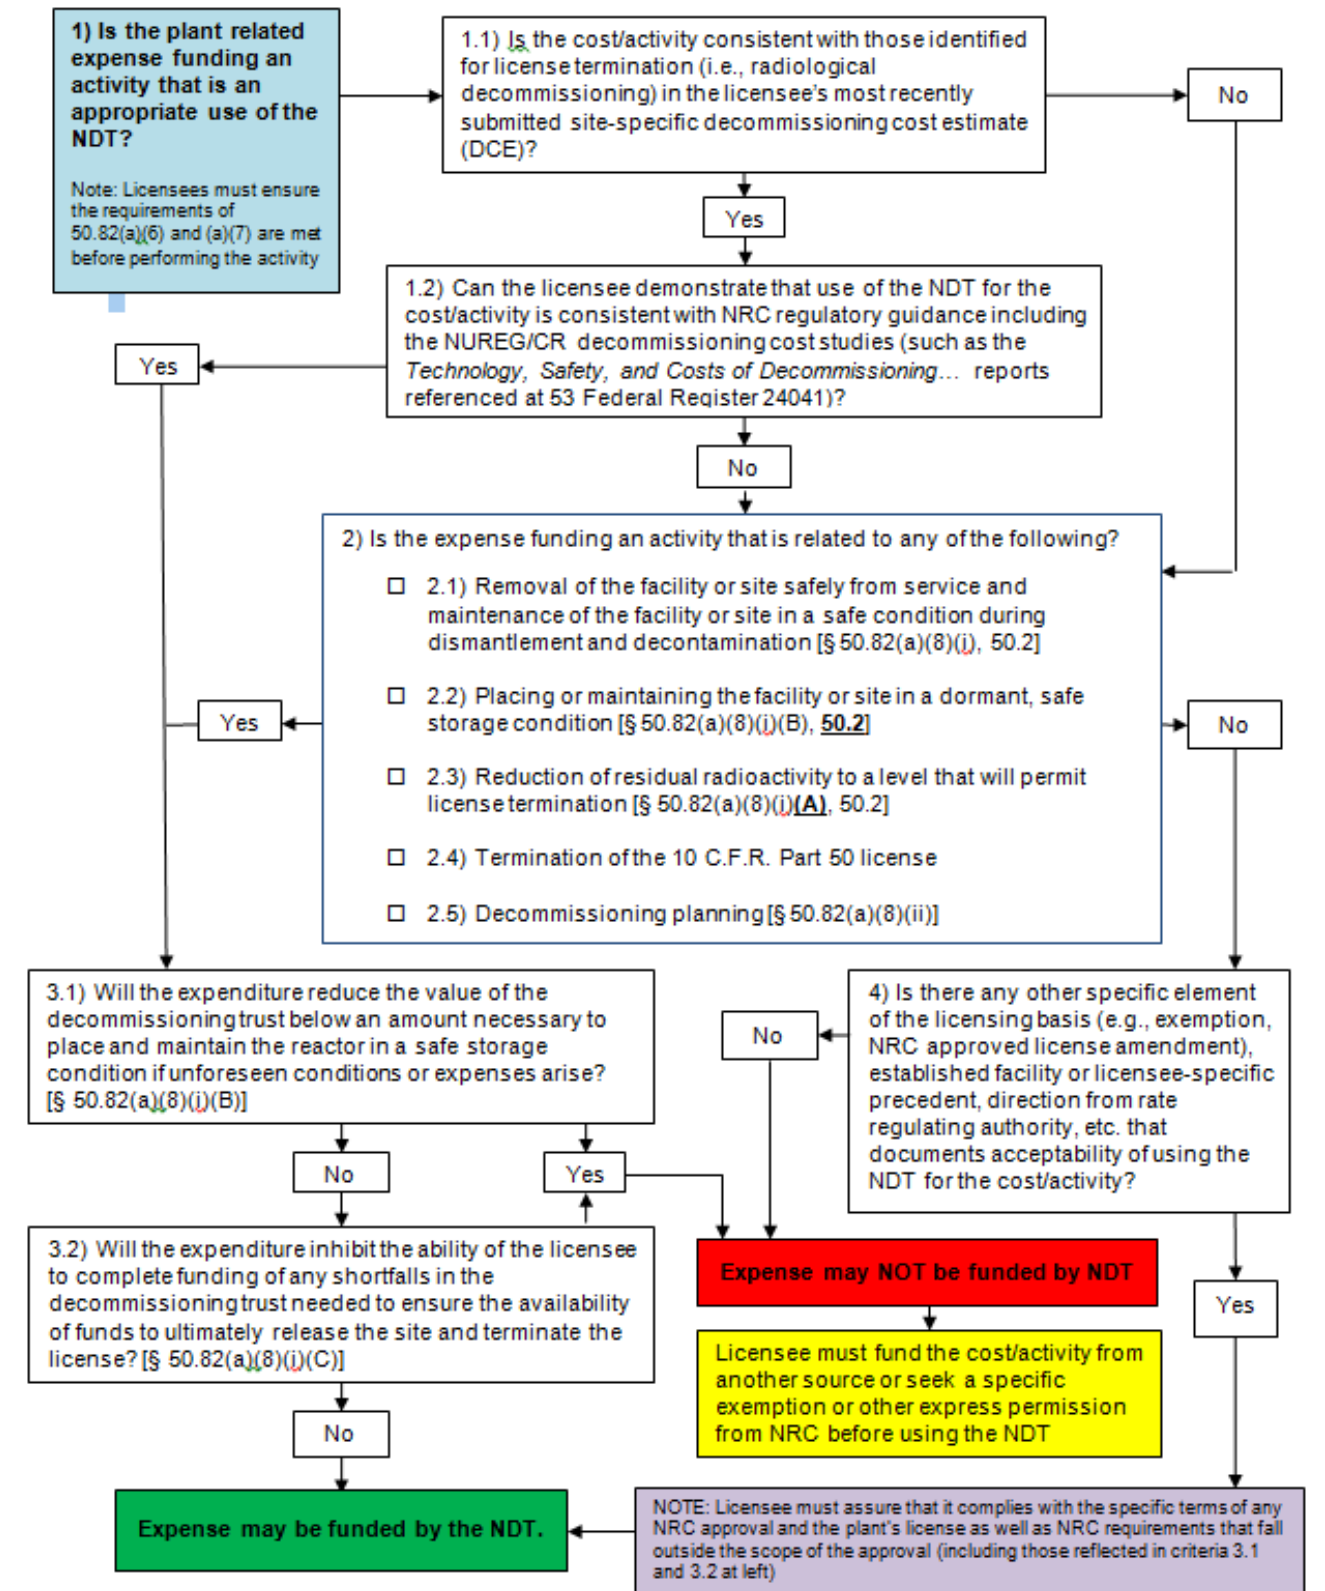 1) Is the plant related
expense funding an
activity that is an
appropriate use of the
NDT?
Note: Licensees must ensure
the requirements of
50.82(a)(6) and (a)(7) are met
before performing the activity
1.1) Is the cost/activity consistent with those identified
for license termination (i.e., radiological
decommissioning) in the licensee's most recently
submitted site-specific decommissioning cost estimate
(DCE)?
No
Yes
1.2) Can the licensee demonstrate that use of the NDT for the
cost/activity is consistent with NRC regulatory guidance including
the NUREG/CR decommissioning cost studies (such as the
Technology, Safety, and Costs of Decommissioning... reports
referenced at 53 Federal Register 24041)?
Yes
No
2) Is the expense funding an activity that is related to any of the following?
☐ 2.1) Removal of the facility or site safely from service and
maintenance of the facility or site in a safe condition during
dismantlement and decontamination [§ 50.82(a)(8)(i), 50.2]
☐ 2.2) Placing or maintaining the facility or site in a dormant, safe
storage condition [§ 50.82(a)(8)(i)(B), 50.2]
☐ 2.3) Reduction of residual radioactivity to a level that will permit
license termination [§ 50.82(a)(8)(i)(A), 50.2]
☐ 2.4) Termination of the 10 C.F.R. Part 50 license
☐ 2.5) Decommissioning planning [§ 50.82(a)(8)(ii)]
Yes
No
3.1) Will the expenditure reduce the value of the
decommissioning trust below an amount necessary to
place and maintain the reactor in a safe storage
condition if unforeseen conditions or expenses arise?
[§ 50.82(a)(8)(i)(B)]
No
Yes
3.2) Will the expenditure inhibit the ability of the licensee
to complete funding of any shortfalls in the
decommissioning trust needed to ensure the availability
of funds to ultimately release the site and terminate the
license? [§ 50.82(a)(8)(i)(C)]
No
Expense may be funded by the NDT.
4) Is there any other specific element
of the licensing basis (e.g., exemption,
NRC approved license amendment),
established facility or licensee-specific
precedent, direction from rate
regulating authority, etc. that
documents acceptability of using the
NDT for the cost/activity?
No
Yes
Expense may NOT be funded by NDT
Licensee must fund the cost/activity from
another source or seek a specific
exemption or other express permission
from NRC before using the NDT
NOTE: Licensee must assure that it complies with the specific terms of any
NRC approval and the plant's license as well as NRC requirements that fall
outside the scope of the approval (including those reflected in criteria 3.1
and 3.2 at left)